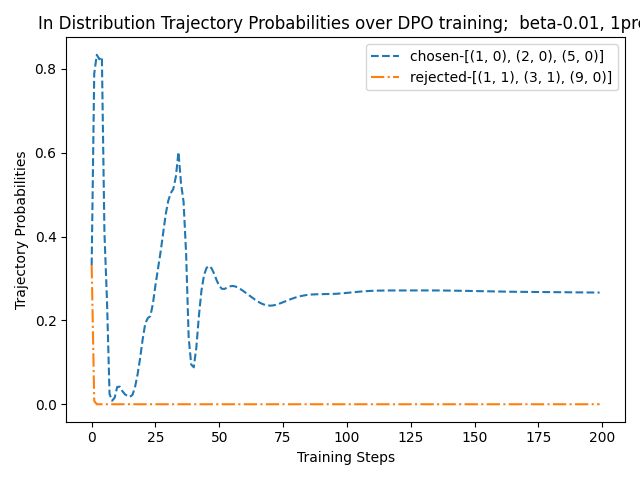 In Distribution Trajectory Probabilities over DPO training;  beta-0.01, 1pre
chosen-[(1, 0), (2, 0), (5, 0)]
rejected-[(1, 1), (3, 1), (9, 0)]
Trajectory Probabilities
0.8
0.6
0.4
0.2
0.0
0 25 50 75 100 125 150 175 200
Training Steps